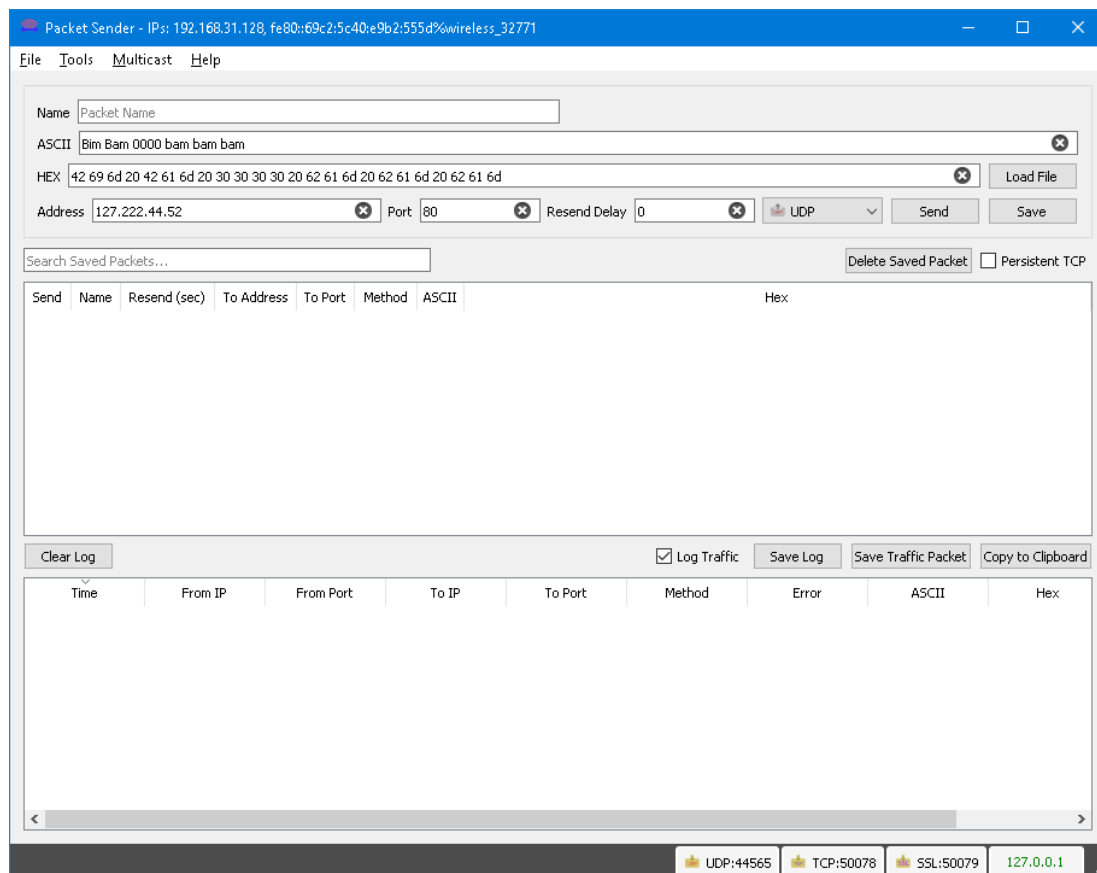 Packet Sender - IPs: 192.168.31.128, fe80::69c2:5c40:e9b2:555d%wireless_32771
File Tools Multicast Help
Name Packet Name
ASCII Bim Bam 0000 bam bam bam
HEX 42 69 6d 20 42 61 6d 20 30 30 30 30 20 62 61 6d 20 62 61 6d 20 62 61 6d Load File
Address 127.222.44.52 Port 80 Resend Delay 0 UDP Send Save
Search Saved Packets... Delete Saved Packet Persistent TCP
Send Name Resend (sec) To Address To Port Method ASCII Hex
Clear Log Log Traffic Save Log Save Traffic Packet Copy to Clipboard
Time From IP From Port To IP To Port Method Error ASCII Hex
UDP:44565 TCP:50078 SSL:50079 127.0.0.1